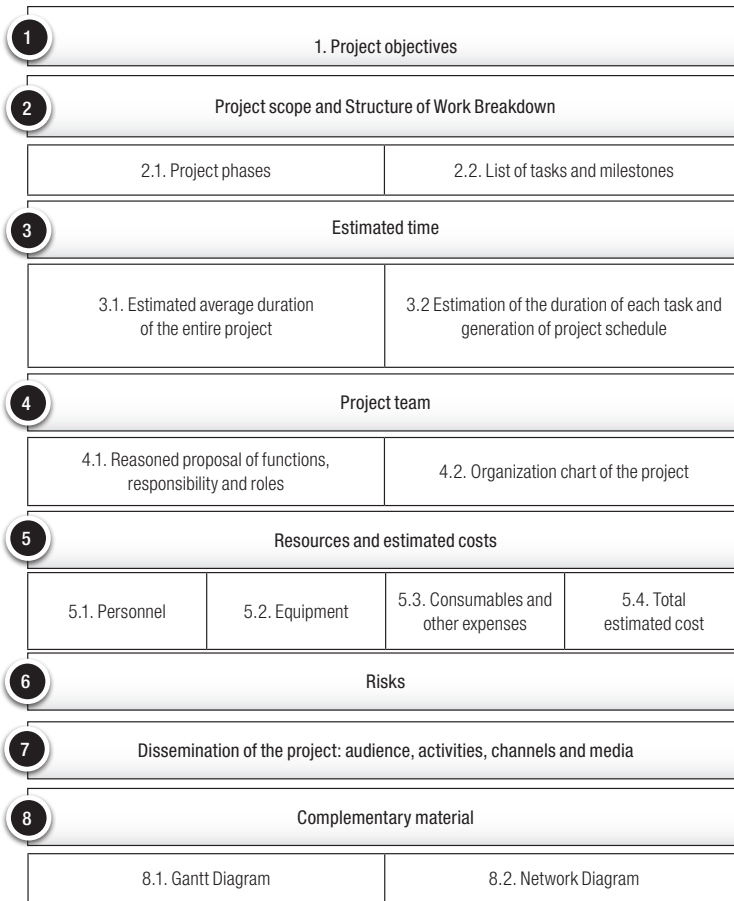 1
1. Project objectives
2
Project scope and Structure of Work Breakdown
2.1. Project phases
2.2. List of tasks and milestones
3
Estimated time
3.1. Estimated average duration
of the entire project
3.2 Estimation of the duration of each task and
generation of project schedule
4
Project team
4.1. Reasoned proposal of functions,
responsibility and roles
4.2. Organization chart of the project
5
Resources and estimated costs
5.1. Personnel
5.2. Equipment
5.3. Consumables and
other expenses
5.4. Total
estimated cost
6
Risks
7
Dissemination of the project: audience, activities, channels and media
8
Complementary material
8.1. Gantt Diagram
8.2. Network Diagram